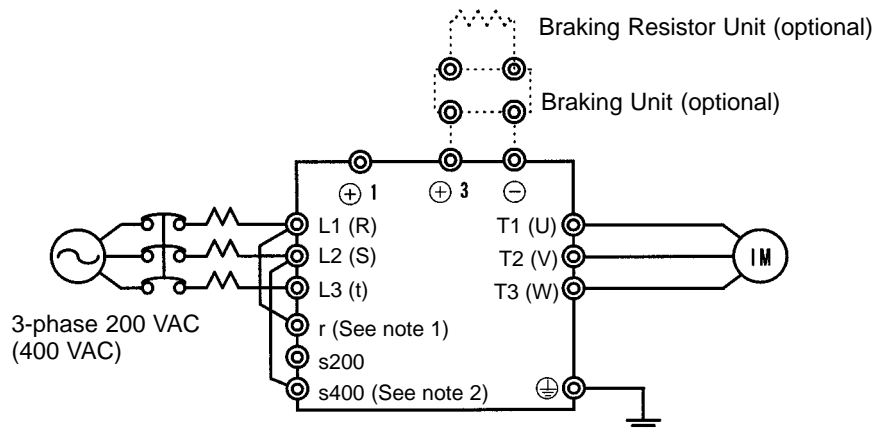 Braking Resistor Unit (optional)
Braking Unit (optional)
⊕ 1 ⊕ 3 ⊖
L1 (R) T1 (U)
L2 (S) T2 (V)
L3 (t) T3 (W)
IM
3-phase 200 VAC
(400 VAC)
r (See note 1)
s200
s400 (See note 2)